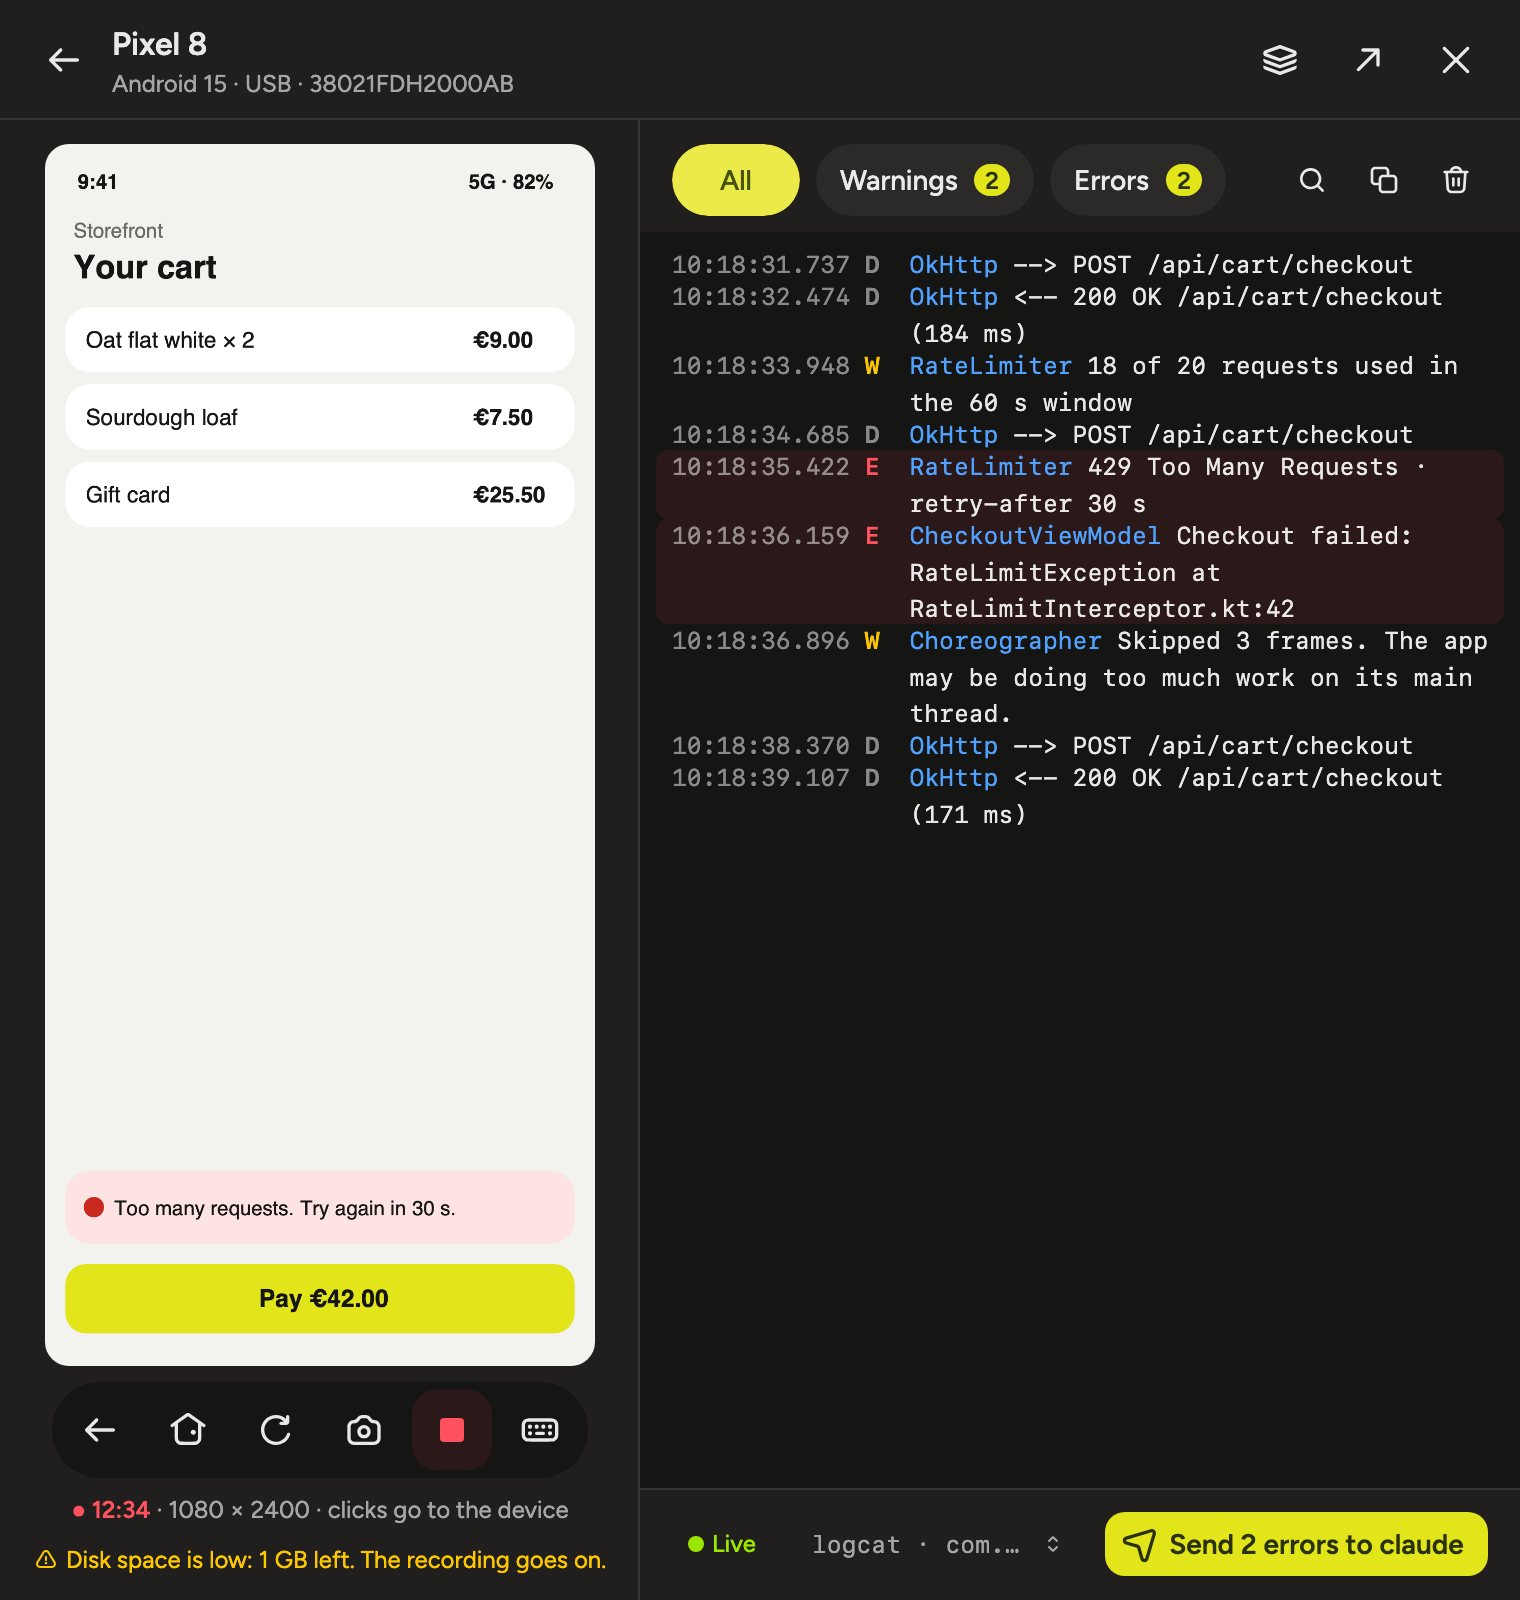 Pixel 8
Android 15 · USB · 38021FDH2000AB
9:41
5G · 82%
Storefront
Your cart
Oat flat white × 2
€9.00
Sourdough loaf
€7.50
Gift card
€25.50
Too many requests. Try again in 30 s.
Pay €42.00
12:34 · 1080 × 2400 · clicks go to the device
Disk space is low: 1 GB left. The recording goes on.
All
Warnings 2
Errors 2
10:18:31.737 D OkHttp --> POST /api/cart/checkout
10:18:32.474 D OkHttp <-- 200 OK /api/cart/checkout
(184 ms)
10:18:33.948 W RateLimiter 18 of 20 requests used in
the 60 s window
10:18:34.685 D OkHttp --> POST /api/cart/checkout
10:18:35.422 E RateLimiter 429 Too Many Requests ·
retry-after 30 s
10:18:36.159 E CheckoutViewModel Checkout failed:
RateLimitException at
RateLimitInterceptor.kt:42
10:18:36.896 W Choreographer Skipped 3 frames. The app
may be doing too much work on its main
thread.
10:18:38.370 D OkHttp --> POST /api/cart/checkout
10:18:39.107 D OkHttp <-- 200 OK /api/cart/checkout
(171 ms)
Live
logcat · com.…
Send 2 errors to claude